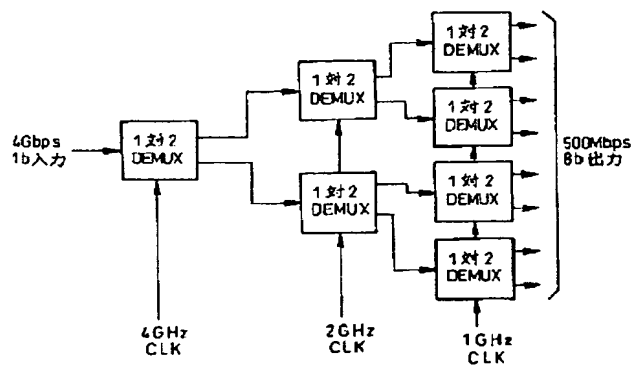 4Gbps
1b入力
1対2
DEMUX
1対2
DEMUX
1対2
DEMUX
1対2
DEMUX
1対2
DEMUX
1対2
DEMUX
1対2
DEMUX
500Mbps
8b出力
4GHz
CLK
2GHz
CLK
1GHz
CLK